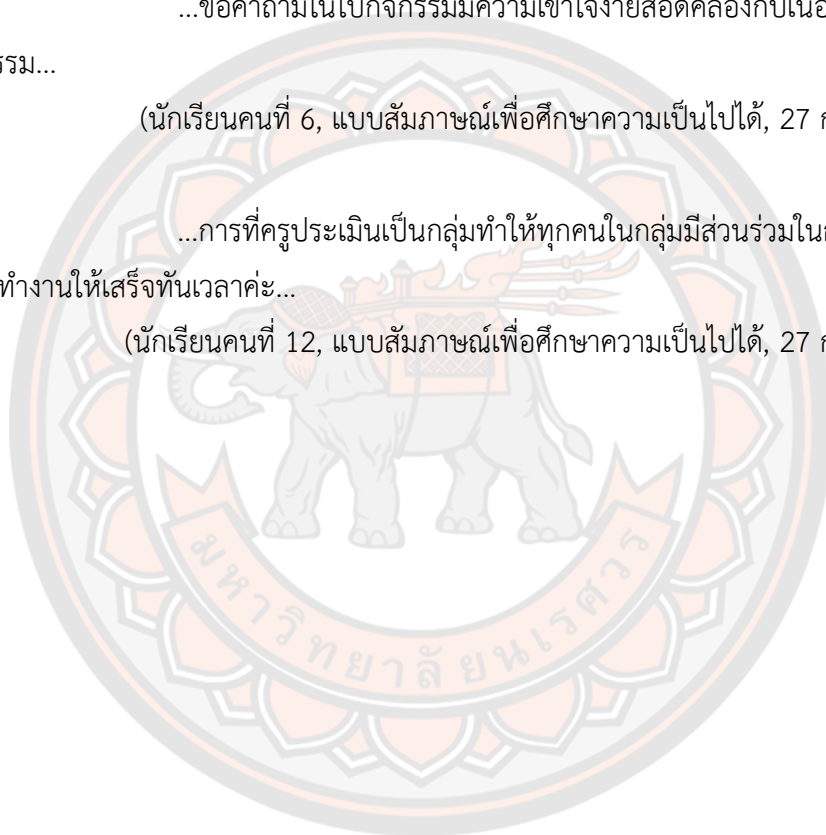 ...ข้อคำถามในใบกิจกรรมมีความเข้าใจง่ายสอดคล้องกับเนื้อ
รรม...
(นักเรียนคนที่ 6, แบบสัมภาษณ์เพื่อศึกษาความเป็นไปได้, 27 ก
...การที่ครูประเมินเป็นกลุ่มทำให้ทุกคนในกลุ่มมีส่วนร่วมใน
ทำงานให้เสร็จทันเวลาค่ะ...
(นักเรียนคนที่ 12, แบบสัมภาษณ์เพื่อศึกษาความเป็นไปได้, 27 ก
มหาวิทยาลัยนเรศวร